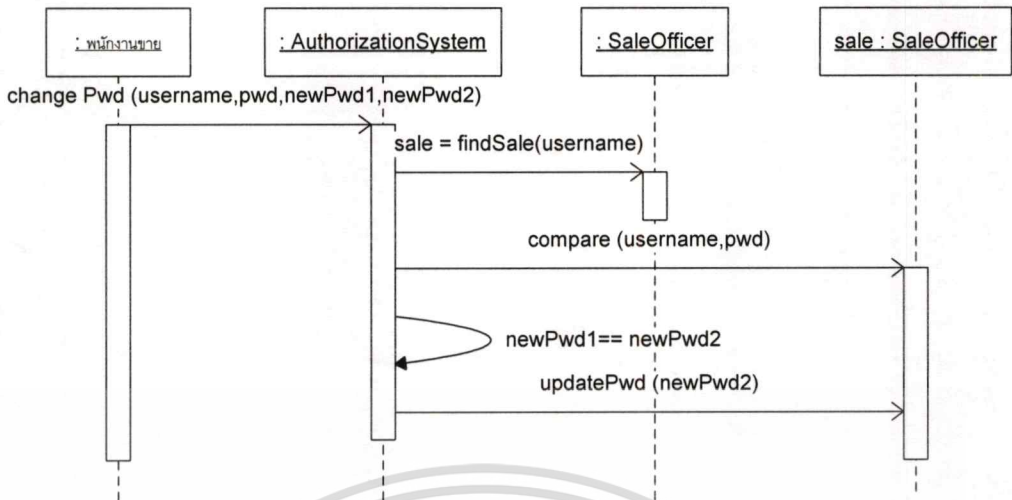 : พนักงานขาย
: AuthorizationSystem
: SaleOfficer
sale : SaleOfficer
change Pwd (username,pwd,newPwd1,newPwd2)
sale = findSale(username)
compare (username,pwd)
newPwd1== newPwd2
updatePwd (newPwd2)